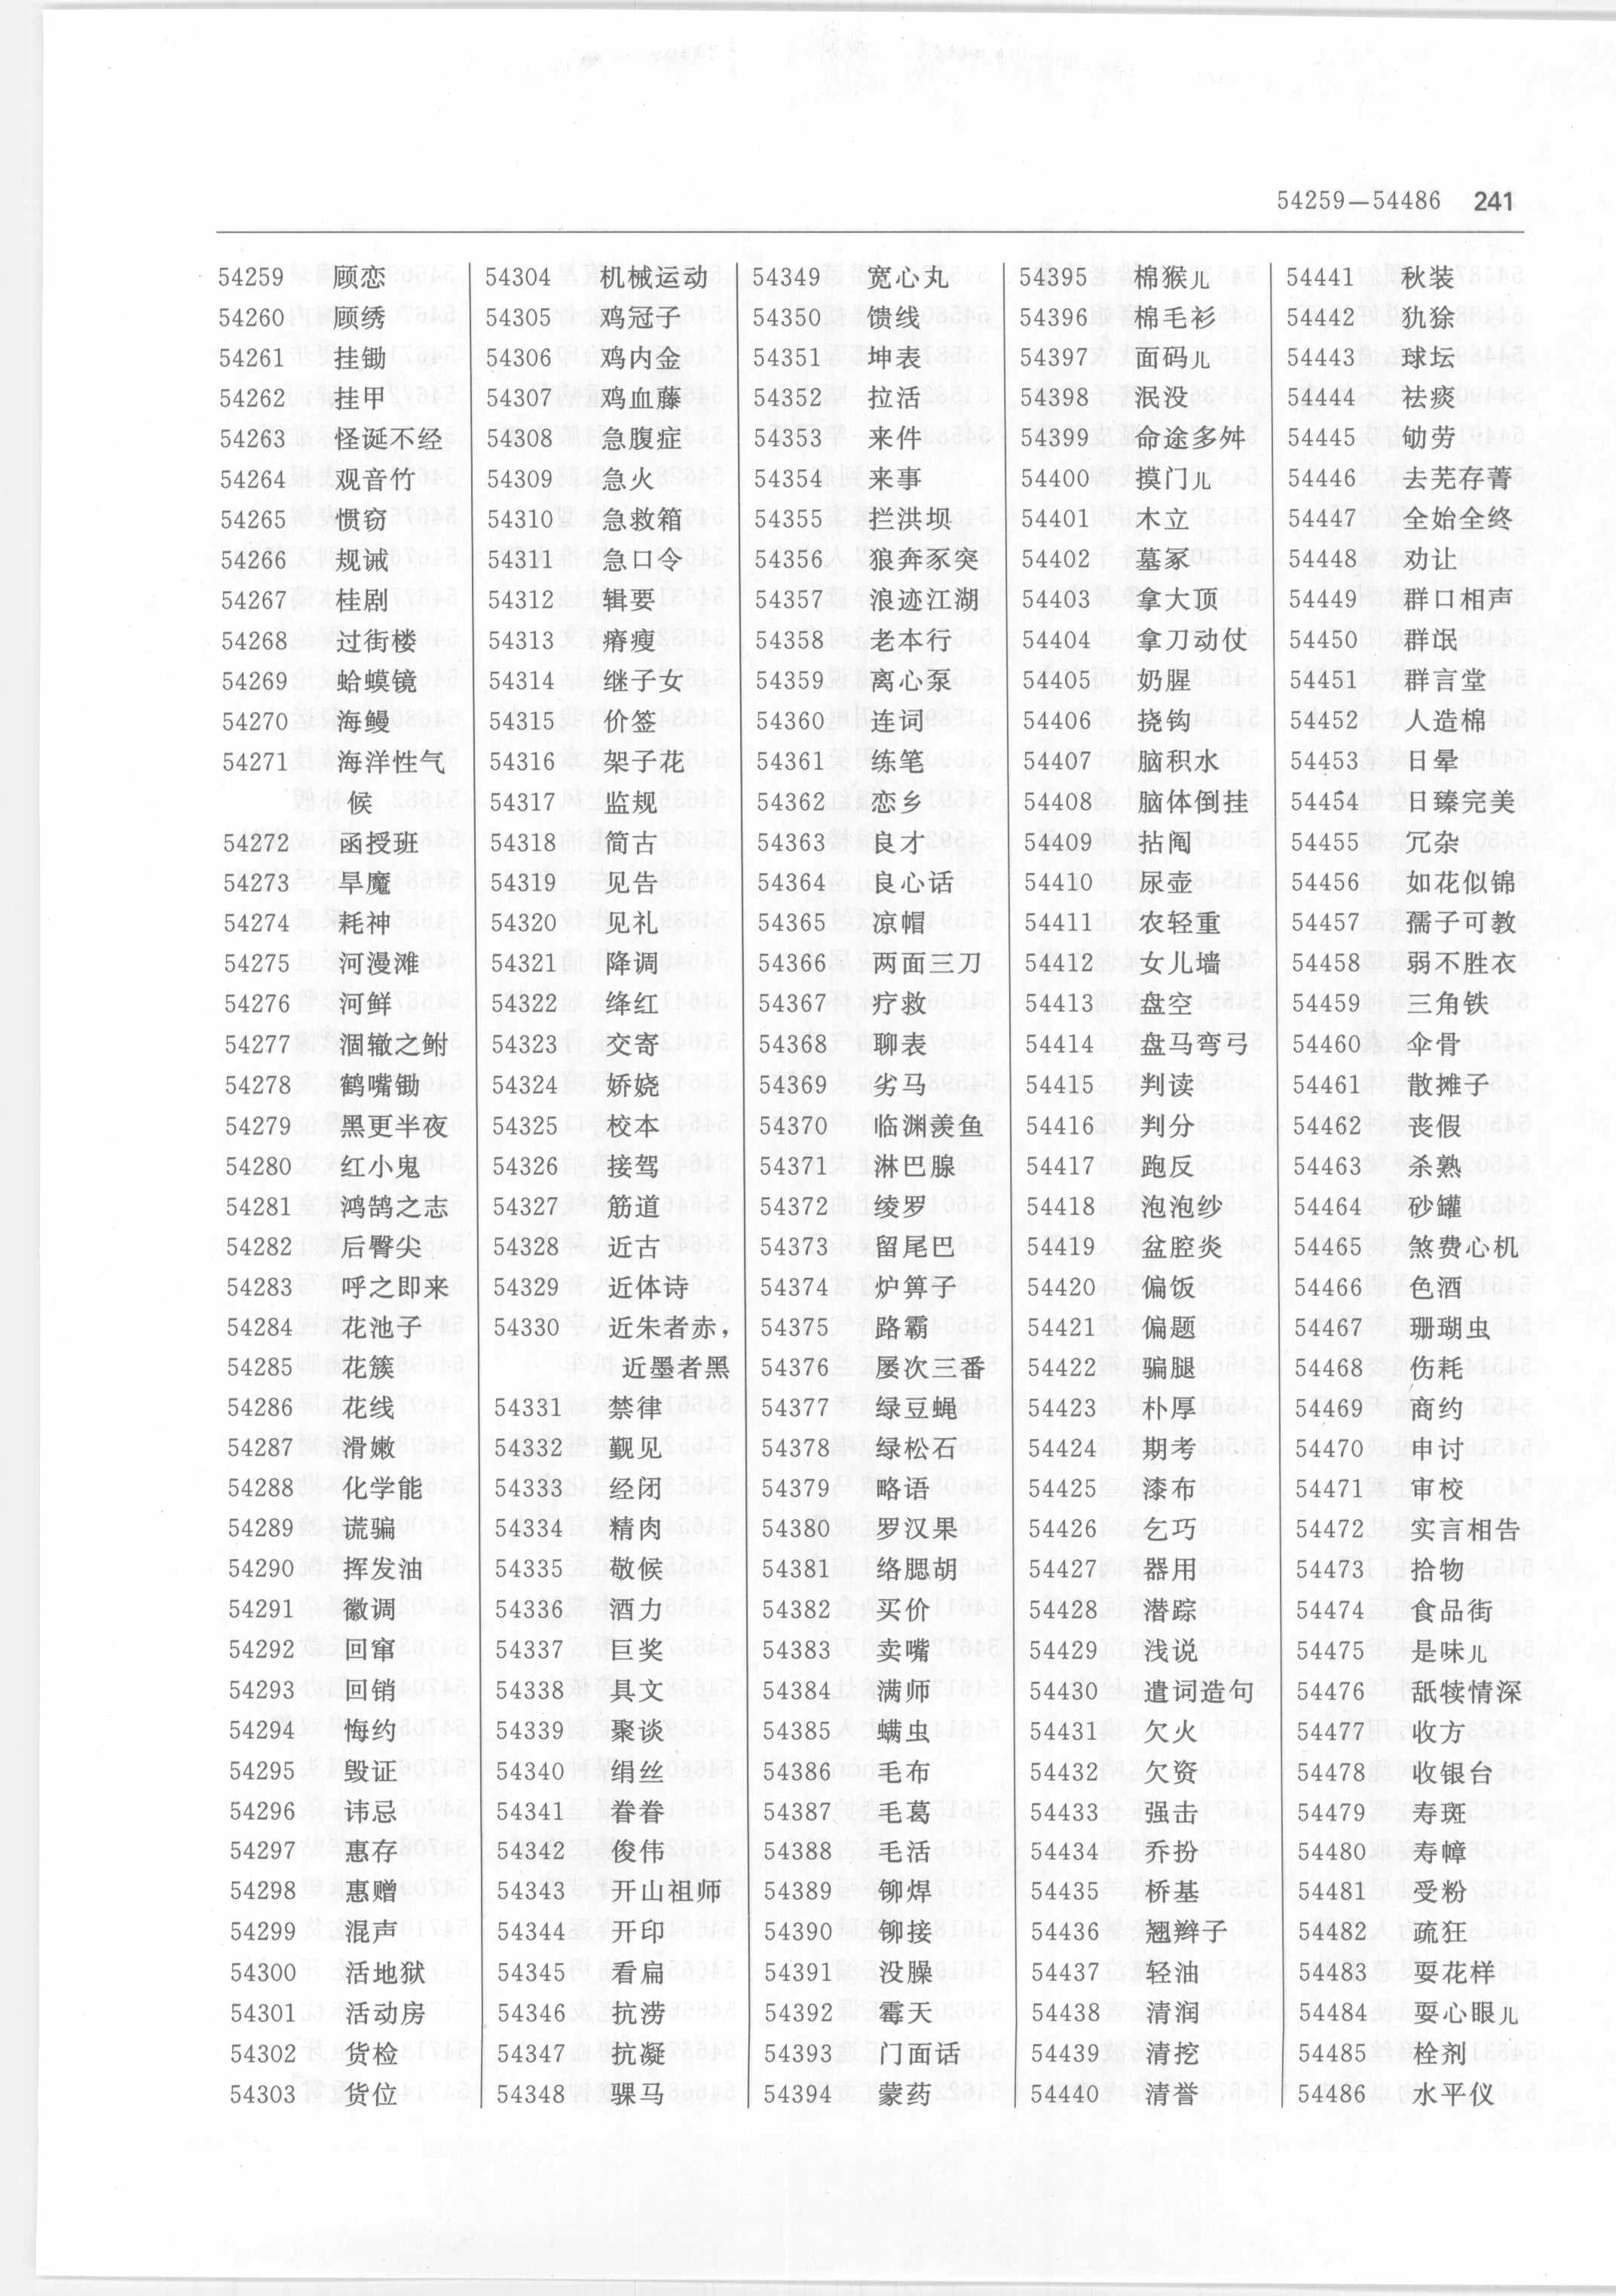 54259—54486 241
54259 顾恋
54260 顾绣
54261 挂锄
54262 挂甲
54263 怪诞不经
54264 观音竹
54265 惯窃
54266 规诫
54267 桂剧
54268 过街楼
54269 蛤蟆镜
54270 海鳗
54271 海洋性气
候
54272 函授班
54273 旱魔
54274 耗神
54275 河漫滩
54276 河鲜
54277 涸辙之鲋
54278 鹤嘴锄
54279 黑更半夜
54280 红小鬼
54281 鸿鹄之志
54282 后臀尖
54283 呼之即来
54284 花池子
54285 花簇
54286 花线
54287 滑嫩
54288 化学能
54289 谎骗
54290 挥发油
54291 徽调
54292 回窜
54293 回销
54294 悔约
54295 毁证
54296 讳忌
54297 惠存
54298 惠赠
54299 混声
54300 活地狱
54301 活动房
54302 货检
54303 货位
54304 机械运动
54305 鸡冠子
54306 鸡内金
54307 鸡血藤
54308 急腹症
54309 急火
54310 急救箱
54311 急口令
54312 辑要
54313 瘠瘦
54314 继子女
54315 价签
54316 架子花
54317 监规
54318 简古
54319 见告
54320 见礼
54321 降调
54322 绛红
54323 交寄
54324 娇娆
54325 校本
54326 接驾
54327 筋道
54328 近古
54329 近体诗
54330 近朱者赤，
近墨者黑
54331 禁律
54332 觐见
54333 经闭
54334 精肉
54335 敬候
54336 酒力
54337 巨奖
54338 具文
54339 聚谈
54340 绢丝
54341 眷眷
54342 俊伟
54343 开山祖师
54344 开印
54345 看扁
54346 抗涝
54347 抗凝
54348 骒马
54349 宽心丸
54350 馈线
54351 坤表
54352 拉活
54353 来件
54354 来事
54355 拦洪坝
54356 狼奔豕突
54357 浪迹江湖
54358 老本行
54359 离心泵
54360 连词
54361 练笔
54362 恋乡
54363 良才
54364 良心话
54365 凉帽
54366 两面三刀
54367 疗救
54368 聊表
54369 劣马
54370 临渊羡鱼
54371 淋巴腺
54372 绫罗
54373 留尾巴
54374 炉箅子
54375 路霸
54376 屡次三番
54377 绿豆蝇
54378 绿松石
54379 略语
54380 罗汉果
54381 络腮胡
54382 买价
54383 卖嘴
54384 满师
54385 螨虫
54386 毛布
54387 毛葛
54388 毛活
54389 铆焊
54390 铆接
54391 没臊
54392 霉天
54393 门面话
54394 蒙药
54395 棉猴儿
54396 棉毛衫
54397 面码儿
54398 泯没
54399 命途多舛
54400 摸门儿
54401 木立
54402 墓冢
54403 拿大顶
54404 拿刀动仗
54405 奶腥
54406 挠钩
54407 脑积水
54408 脑体倒挂
54409 拈阄
54410 尿壶
54411 农轻重
54412 女儿墙
54413 盘空
54414 盘马弯弓
54415 判读
54416 判分
54417 跑反
54418 泡泡纱
54419 盆腔炎
54420 偏饭
54421 偏题
54422 骗腿
54423 朴厚
54424 期考
54425 漆布
54426 乞巧
54427 器用
54428 潜踪
54429 浅说
54430 遣词造句
54431 欠火
54432 欠资
54433 强击
54434 乔扮
54435 桥基
54436 翘辫子
54437 轻油
54438 清润
54439 清挖
54440 清誉
54441 秋装
54442 犰狳
54443 球坛
54444 祛痰
54445 劬劳
54446 去芜存菁
54447 全始全终
54448 劝让
54449 群口相声
54450 群氓
54451 群言堂
54452 人造棉
54453 日晕
54454 日臻完美
54455 冗杂
54456 如花似锦
54457 孺子可教
54458 弱不胜衣
54459 三角铁
54460 伞骨
54461 散摊子
54462 丧假
54463 杀熟
54464 砂罐
54465 煞费心机
54466 色酒
54467 珊瑚虫
54468 伤耗
54469 商约
54470 申讨
54471 审校
54472 实言相告
54473 拾物
54474 食品街
54475 是味儿
54476 舐犊情深
54477 收方
54478 收银台
54479 寿斑
54480 寿幛
54481 受粉
54482 疏狂
54483 耍花样
54484 耍心眼儿
54485 栓剂
54486 水平仪